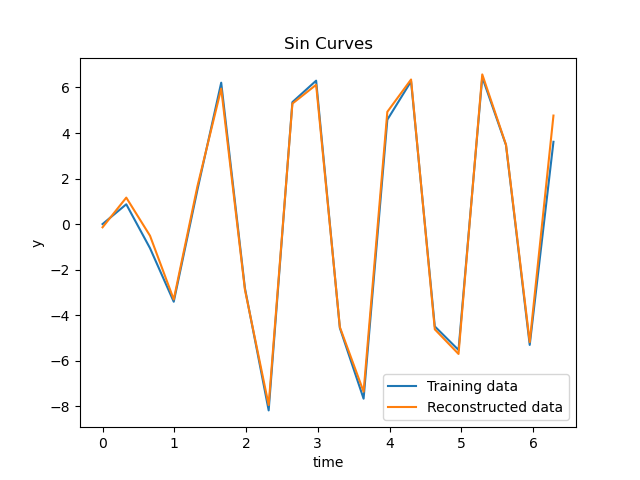 Sin Curves
y
6
4
2
0
−2
−4
−6
−8
Training data
Reconstructed data
0 1 2 3 4 5 6
time